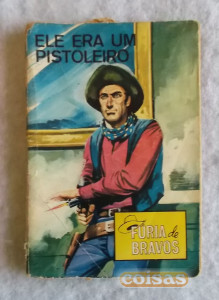 ELE ERA UM
PISTOLEIRO
FÚRIA de
BRAVOS
coisas